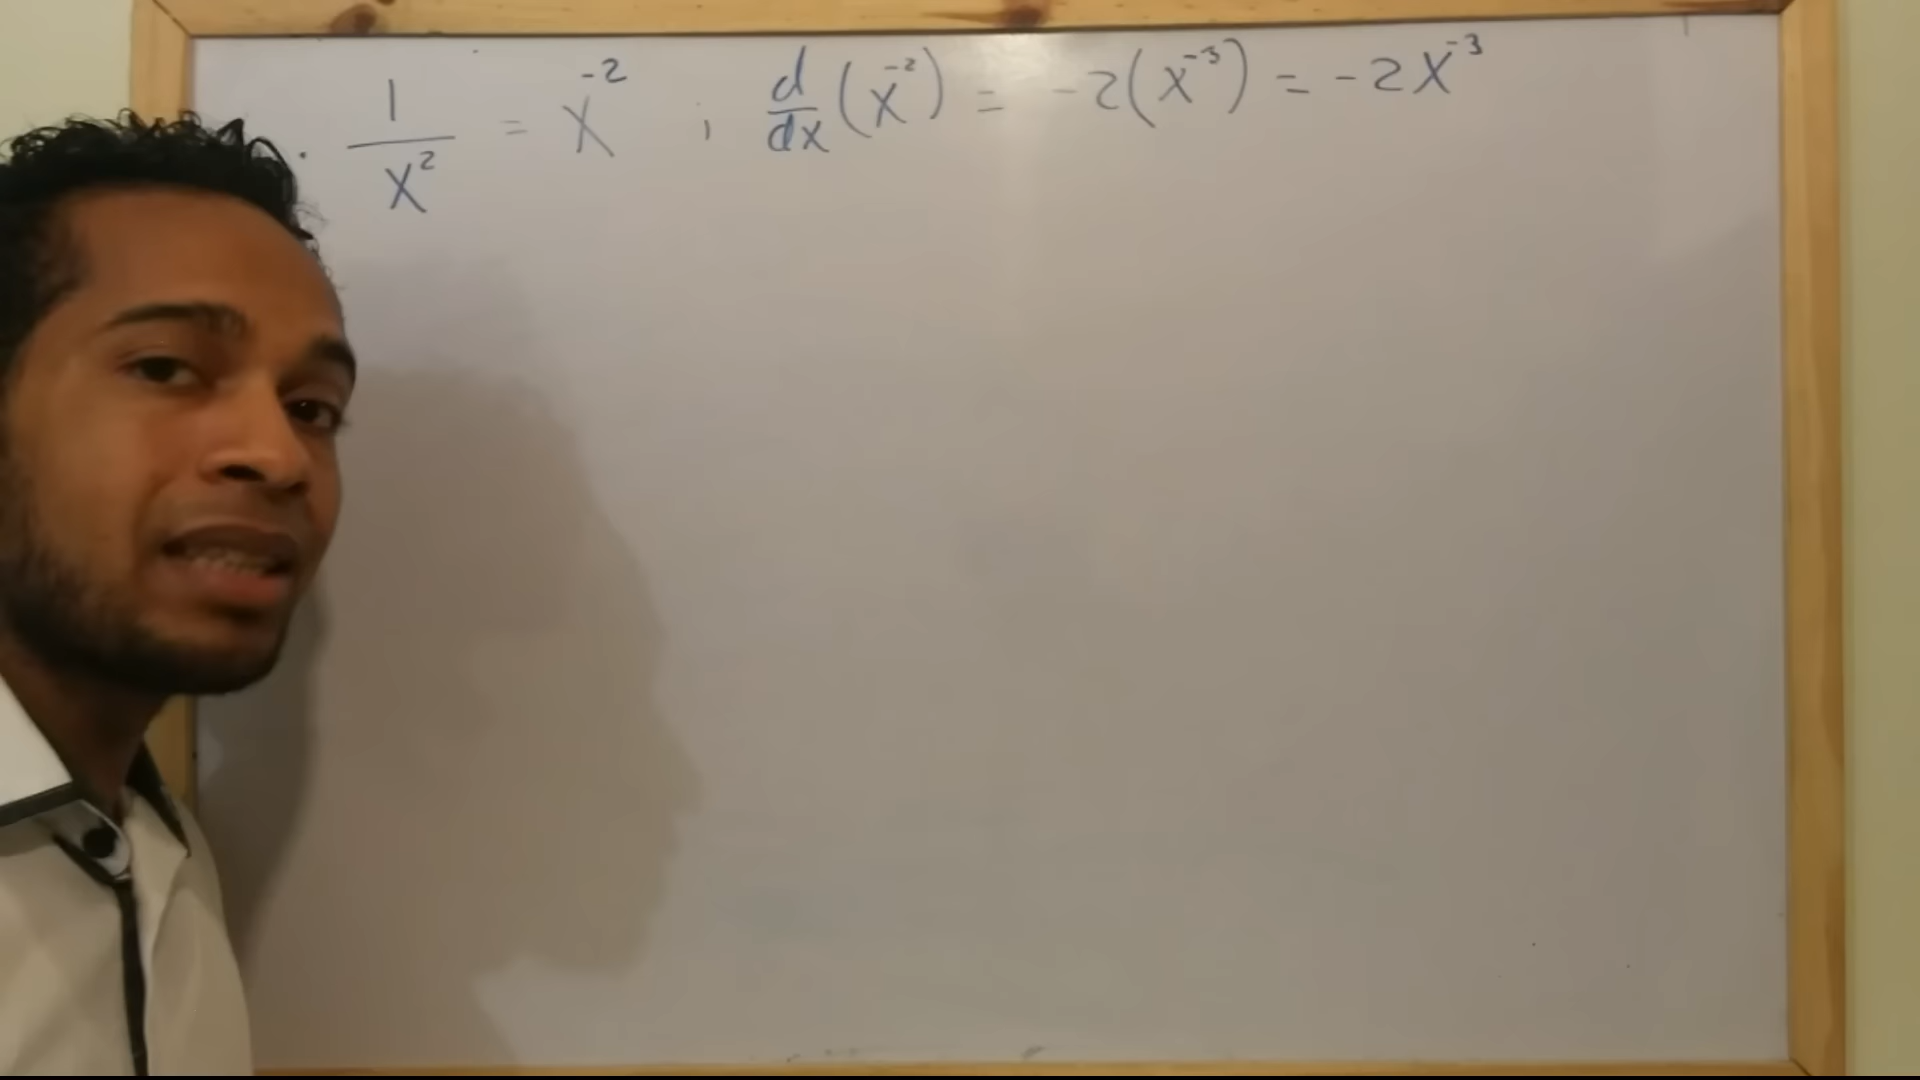 1/x² = x⁻² ; d/dx (x⁻²) = -2(x⁻³) = -2x⁻³